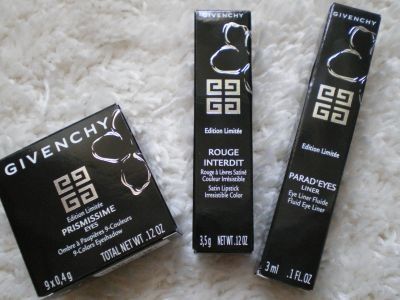 GIVENCHY
Edition Limitée
PRISMISSIME
EYES
Ombre à Paupières 9-Couleurs
9-Colors Eyeshadow
9 x 0,4g TOTAL NET WT. .12 OZ
GIVENCHY
Edition Limitée
ROUGE
INTERDIT
Rouge à Lèvres Satiné
Couleur Irrésistible
Satin Lipstick
Irresistible Color
3,5g NET WT. .12 OZ
GIVENCHY
Edition Limitée
PARAD'EYES
LINER
Eye Liner Fluide
Fluid Eye Liner
3 ml .1 FL.OZ